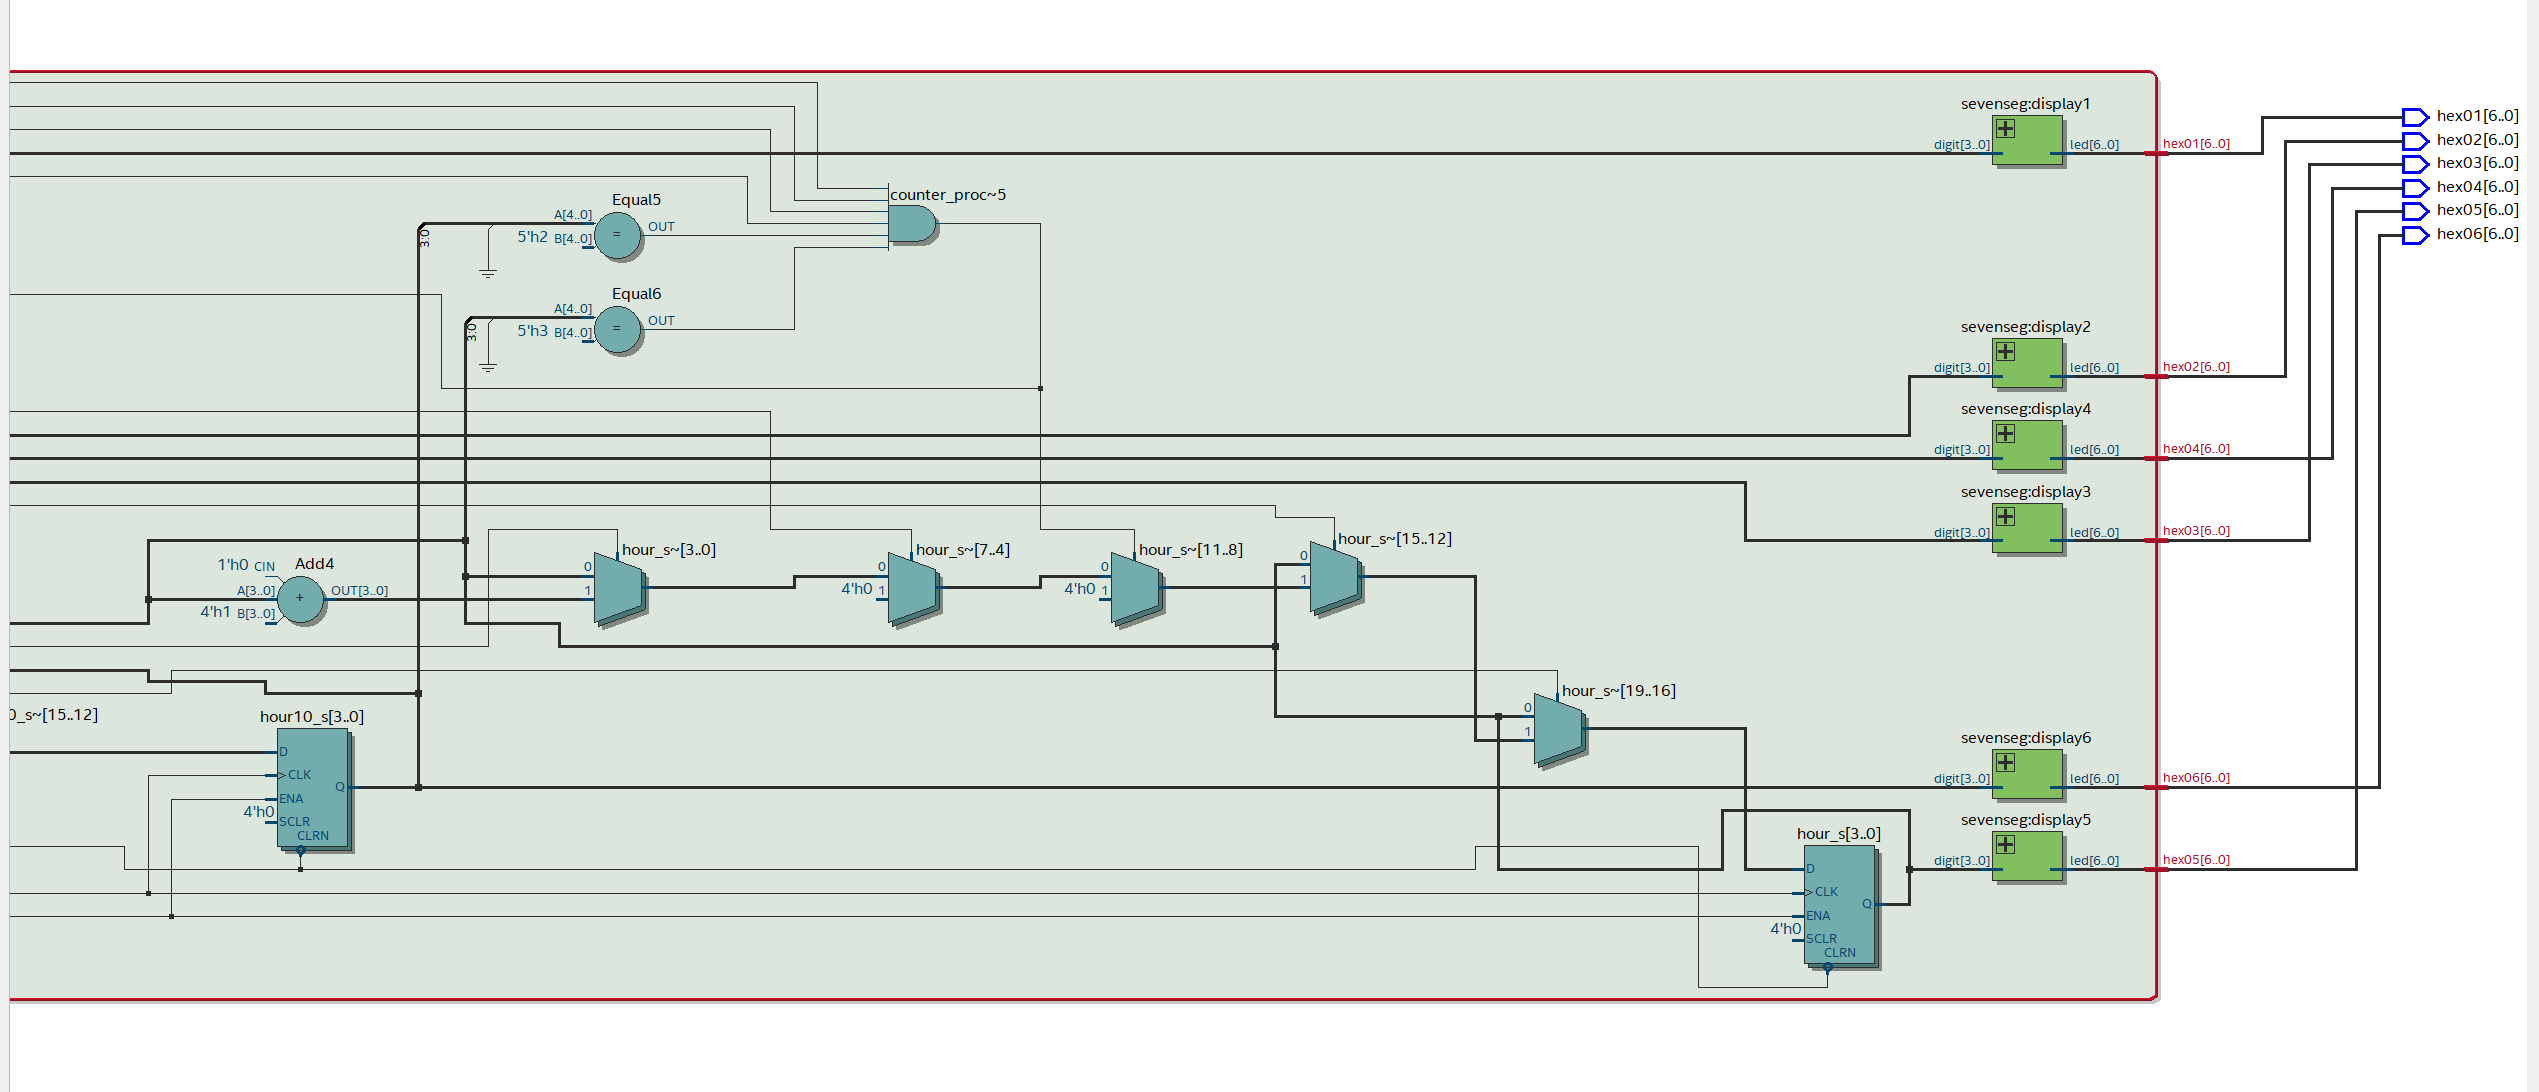 sevenseg:display1
hex01[6..0]
digit[3..0]
led[6..0]
hex01[6..0]
hex02[6..0]
hex03[6..0]
hex04[6..0]
hex05[6..0]
hex06[6..0]
counter_proc~5
Equal5
A[4..0]
OUT
5'h2 B[4..0]
3:0
Equal6
A[4..0]
OUT
5'h3 B[4..0]
3:0
sevenseg:display2
digit[3..0]
led[6..0]
hex02[6..0]
sevenseg:display4
digit[3..0]
led[6..0]
hex04[6..0]
sevenseg:display3
digit[3..0]
led[6..0]
hex03[6..0]
Add4
1'h0 CIN
A[3..0]
OUT[3..0]
4'h1 B[3..0]
+
=
=
hour_s~[3..0]
0
1
hour_s~[7..4]
0
4'h0 1
hour_s~[11..8]
0
4'h0 1
hour_s~[15..12]
0
1
hour_s~[19..16]
0
1
0_s~[15..12]
hour10_s[3..0]
D
CLK
Q
ENA
4'h0
SCLR
CLRN
sevenseg:display6
digit[3..0]
led[6..0]
hex06[6..0]
sevenseg:display5
digit[3..0]
led[6..0]
hex05[6..0]
hour_s[3..0]
D
CLK
Q
ENA
4'h0
SCLR
CLRN